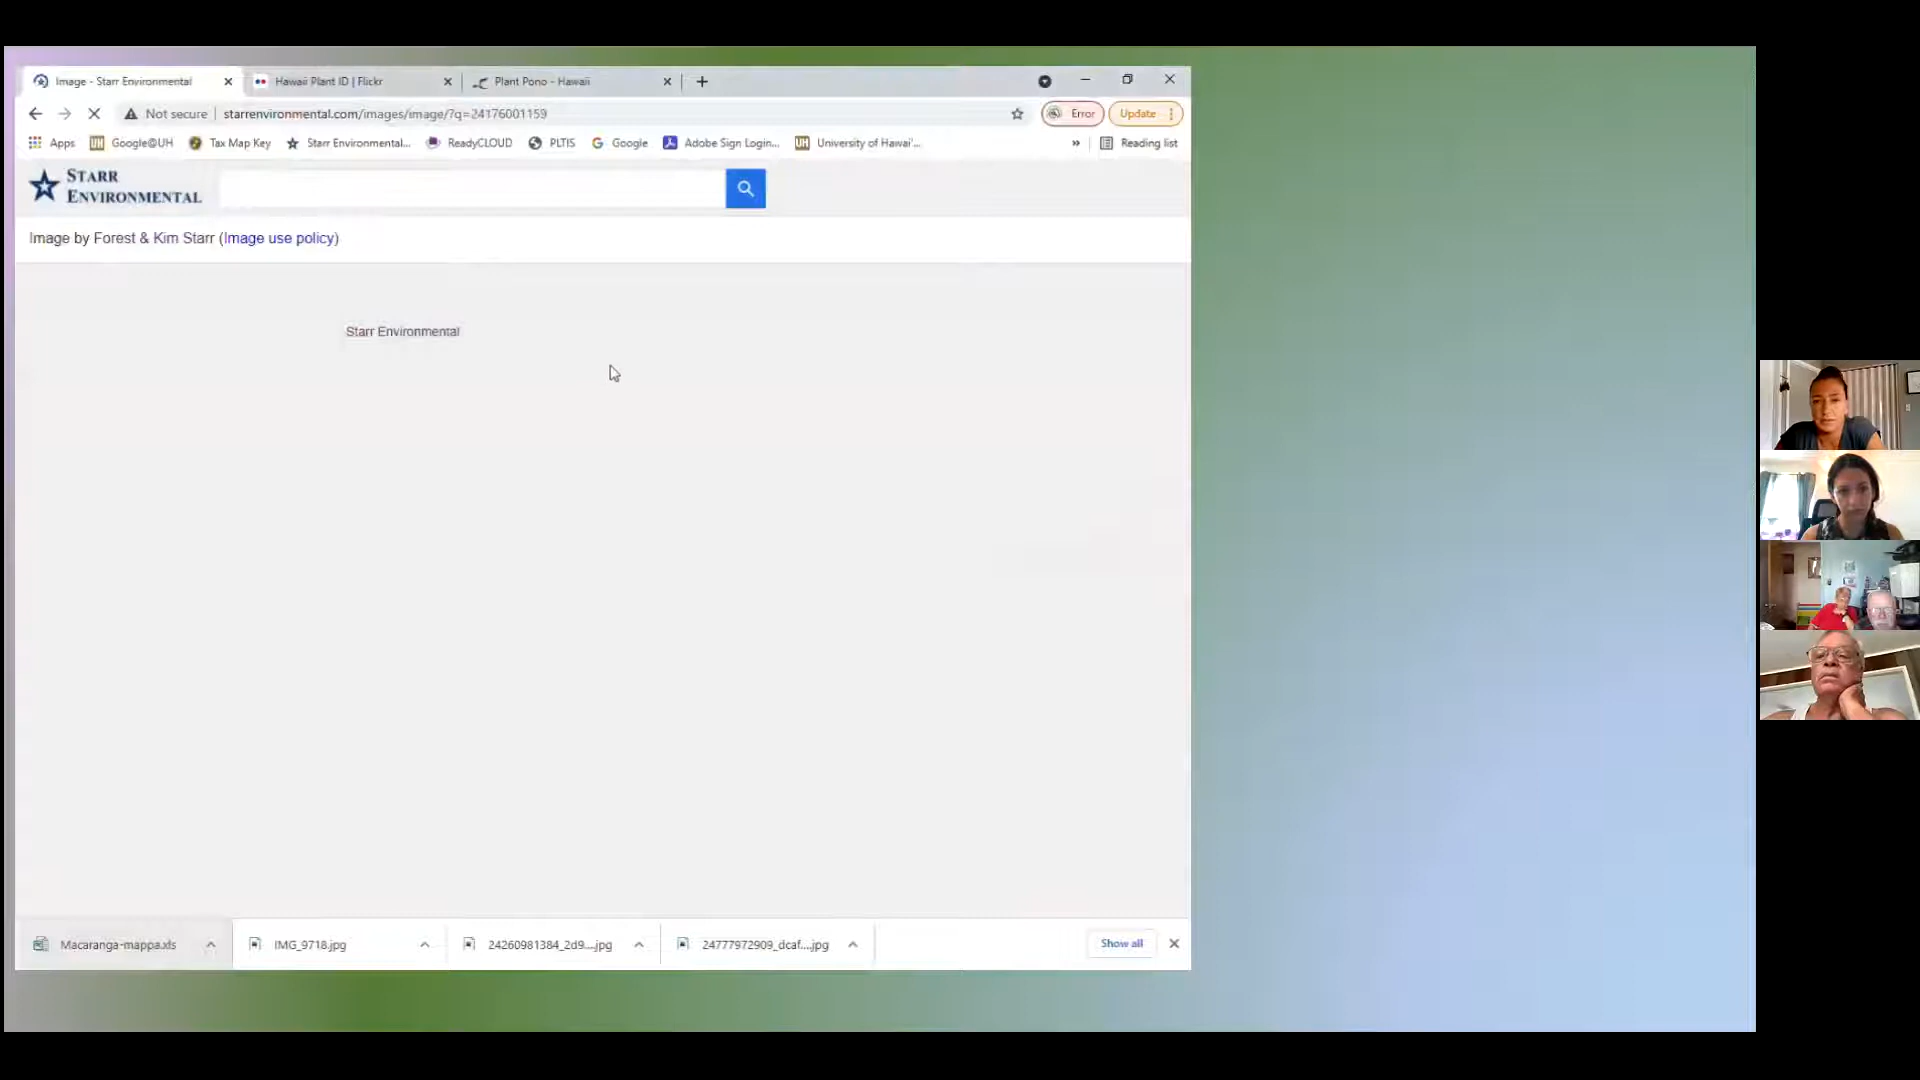 Image - Starr Environmental
Hawaii Plant ID | Flickr
Plant Pono - Hawaii
Not secure
starrenvironmental.com/images/image/?q=24176001159
Error
Update
Apps
Google@UH
Tax Map Key
Starr Environmental...
ReadyCLOUD
PLTIS
Google
Adobe Sign Login...
University of Hawai'...
»
Reading list
STARR
ENVIRONMENTAL
Image by Forest & Kim Starr (Image use policy)
Starr Environmental
Macaranga-mappa.xls
IMG_9718.jpg
24260981384_2d9....jpg
24777972909_dcaf....jpg
Show all